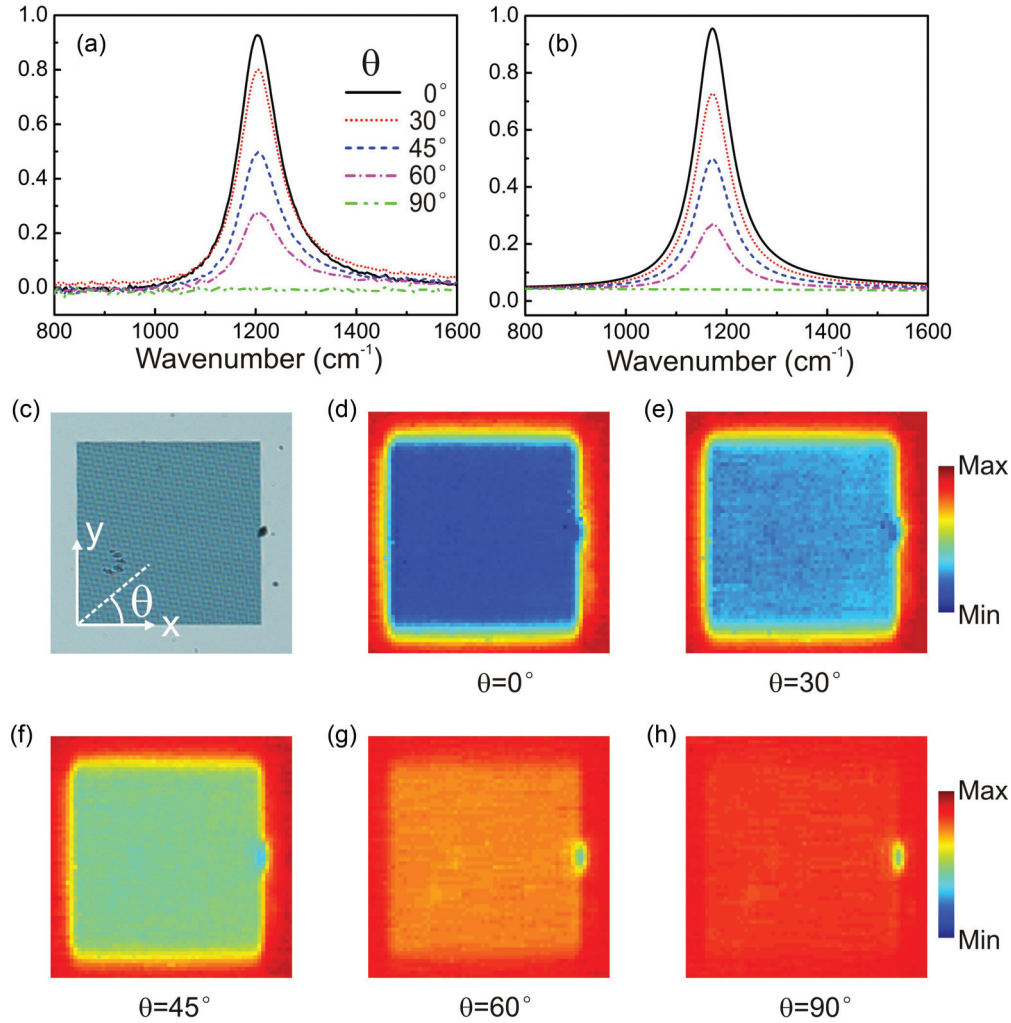 (a)
1.0
0.8
0.6
0.4
0.2
0.0
800 1000 1200 1400 1600
Wavenumber (cm⁻¹)
θ
0°
30°
45°
60°
90°
(b)
1.0
0.8
0.6
0.4
0.2
0.0
800 1000 1200 1400 1600
Wavenumber (cm⁻¹)
(c)
y
θ
x
(d)
θ=0°
(e)
θ=30°
Max
Min
(f)
θ=45°
(g)
θ=60°
(h)
θ=90°
Max
Min